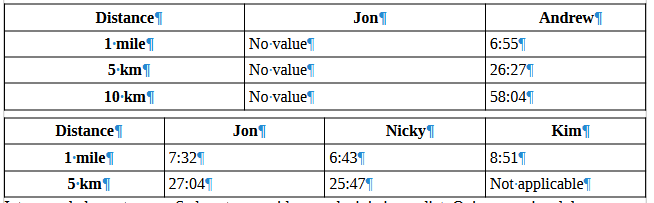 Distance¶ Jon¶ Andrew¶
1·mile¶ No·value¶ 6:55¶
5·km¶ No·value¶ 26:27¶
10·km¶ No·value¶ 58:04¶
Distance¶ Jon¶ Nicky¶ Kim¶
1·mile¶ 7:32¶ 6:43¶ 8:51¶
5·km¶ 27:04¶ 25:47¶ Not·applicable¶